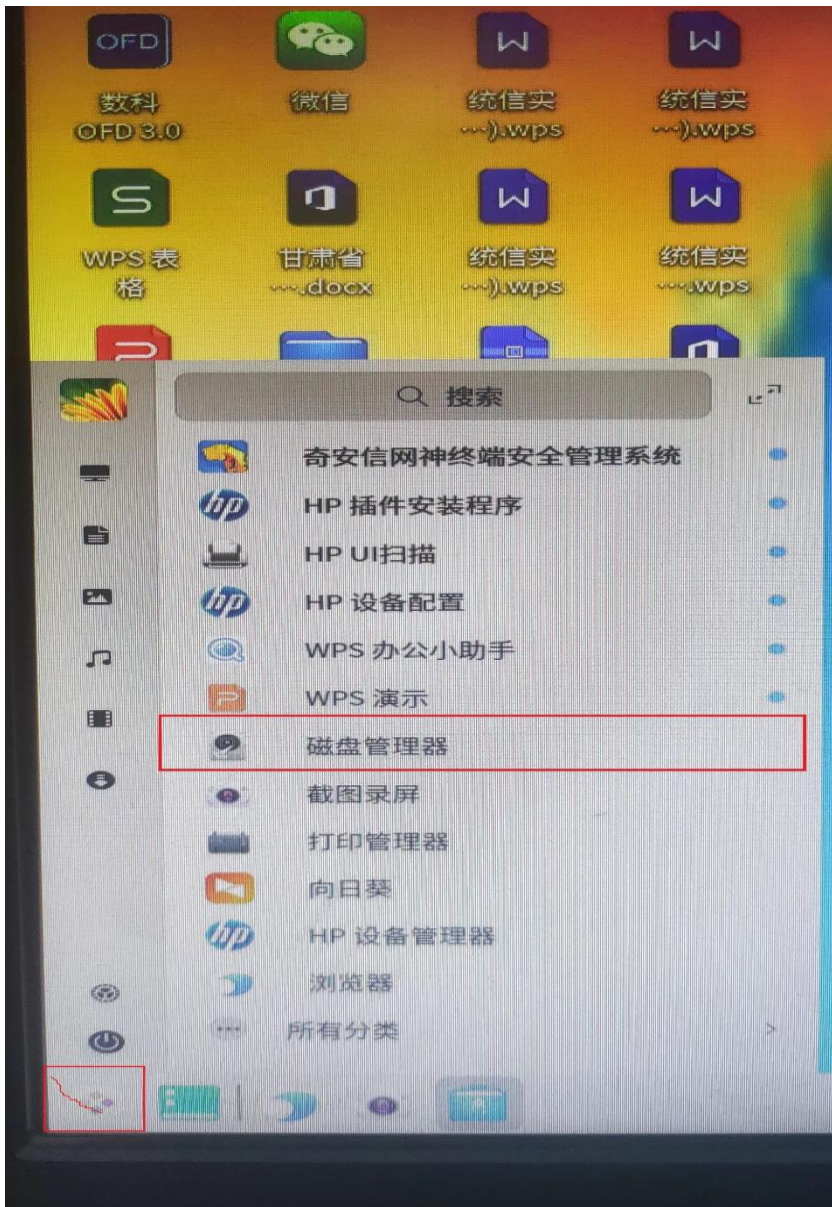 OFD
数科
OFD 3.0
微信
统信实
…).wps
统信实
…).wps
WPS 表
格
甘肃省
….docx
统信实
…).wps
统信实
….wps
搜索
奇安信网神终端安全管理系统
hp
HP 插件安装程序
HP UI扫描
hp
HP 设备配置
WPS 办公小助手
WPS 演示
磁盘管理器
截图录屏
打印管理器
向日葵
hp
HP 设备管理器
浏览器
所有分类